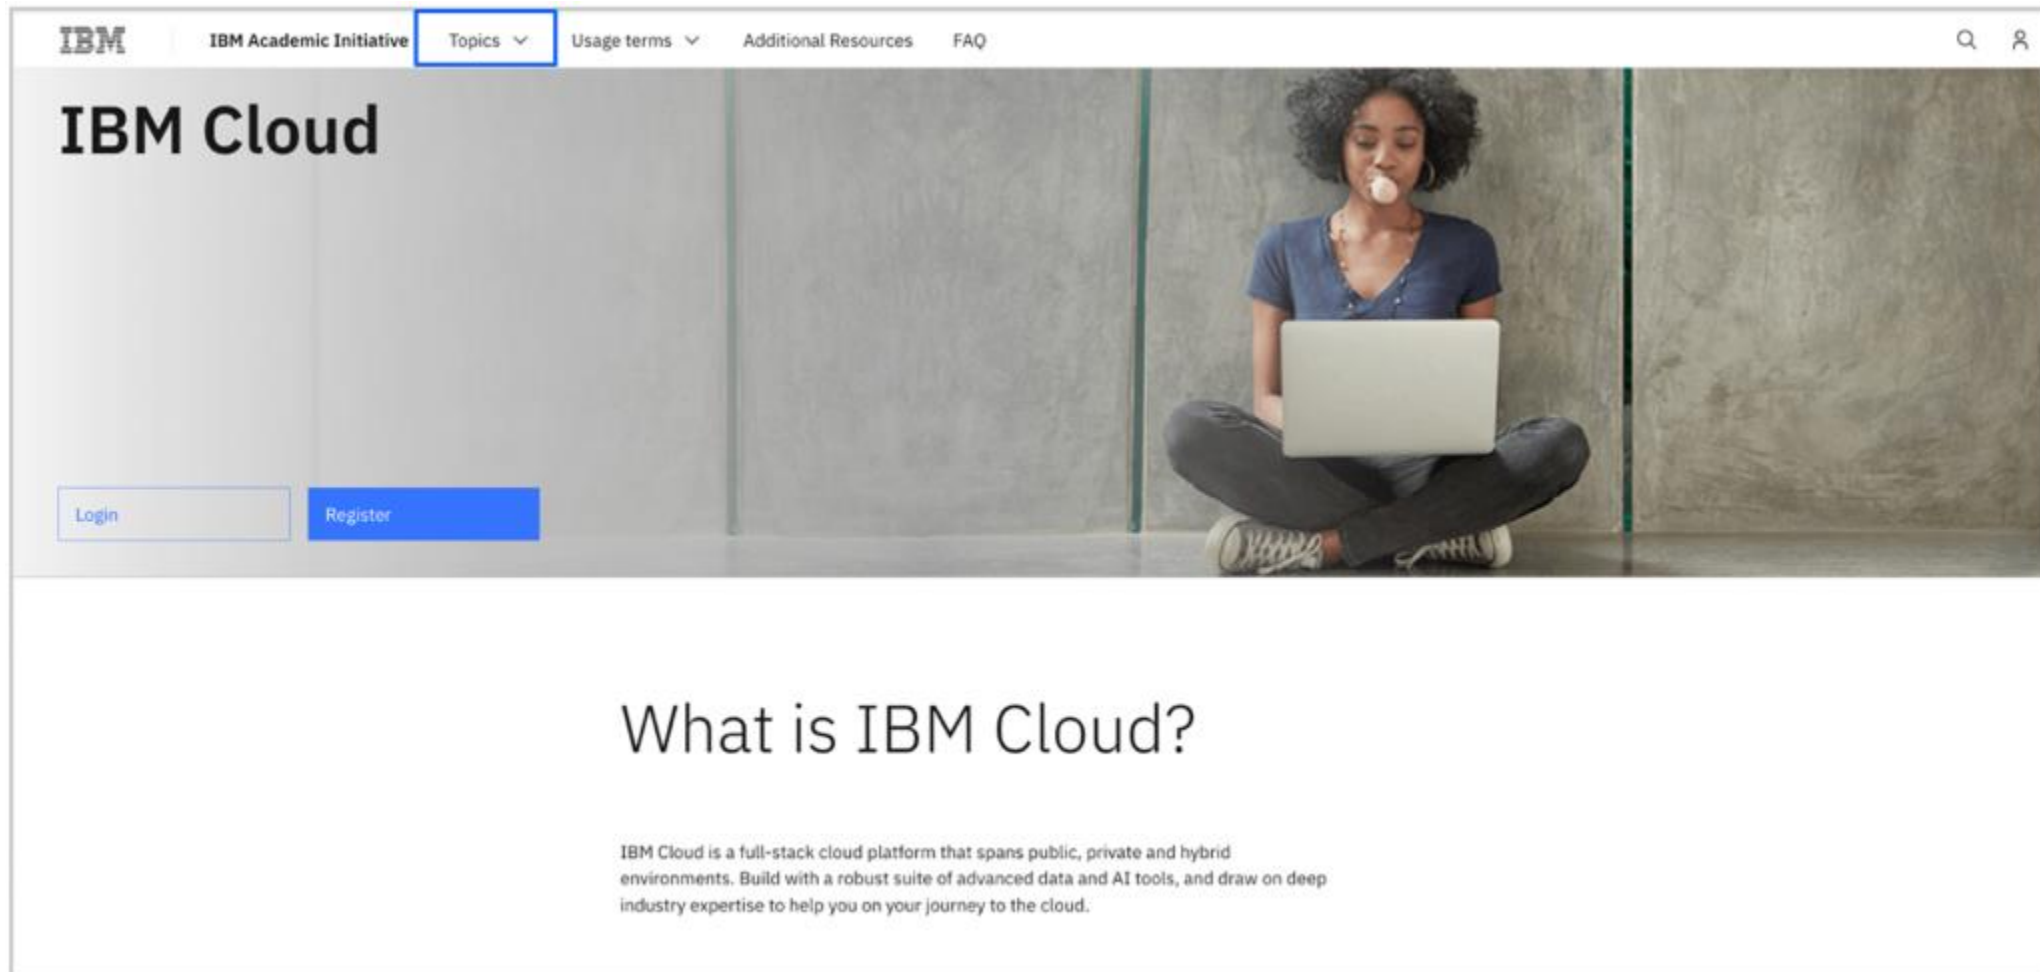 IBM
IBM Academic Initiative
Topics
Usage terms
Additional Resources
FAQ
IBM Cloud
Login
Register
What is IBM Cloud?
IBM Cloud is a full-stack cloud platform that spans public, private and hybrid
environments. Build with a robust suite of advanced data and AI tools, and draw on deep
industry expertise to help you on your journey to the cloud.